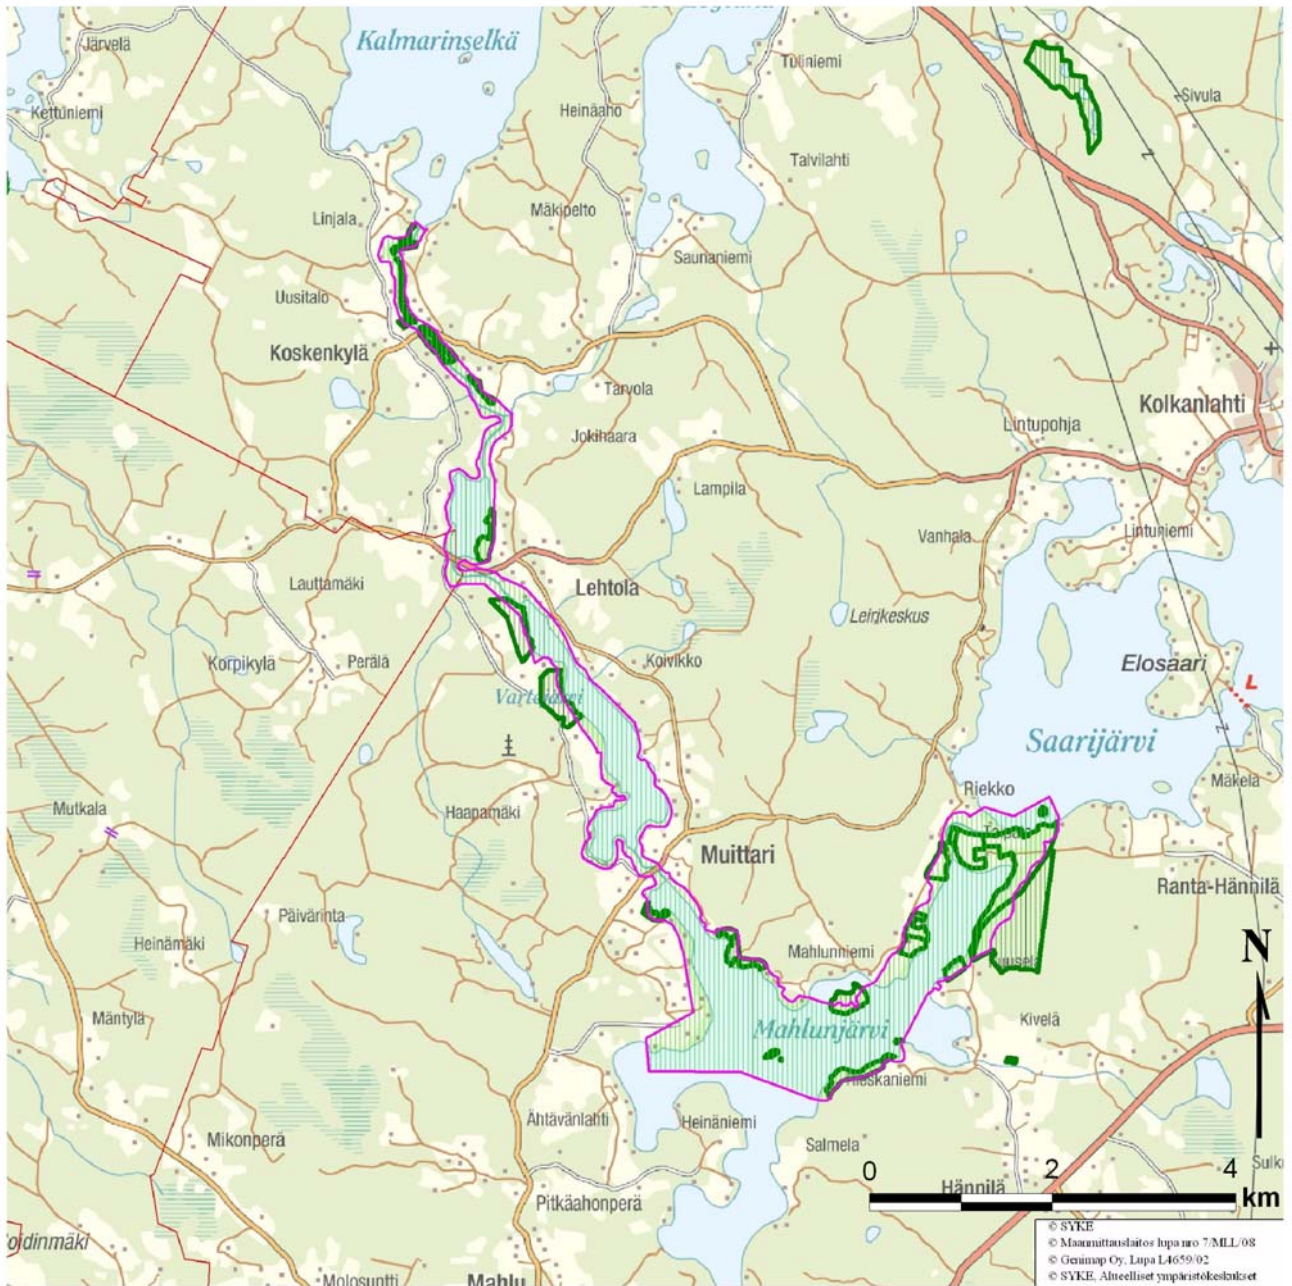 Kalmarinselkä
Järvelä
Tuliniemi
Kettuniemi
Heinäaho
Sivula
Talvilahti
Linjala
Mäkipelto
Saunaniemi
Uusitalo
Koskenkylä
Tarvola
Kolkanlahti
Jokihaara
Lintupohja
Lampila
Vanhala
Lintuniemi
Lauttamäki
Lehtola
Leirikeskus
Korpikylä
Perälä
Koivikko
Elosaari
L
Saarijärvi
Mäkelä
Riekko
Mutkala
Haapamäki
Muittari
Ranta-Hännilä
Päivärinta
Heinämäki
Mahlunniemi
N
Mäntylä
Mahlunjärvi
Kivelä
Ähtävänlahti
Heinäniemi
Mikonperä
Salmela
0 2 4
km
Hännilä
Pitkäahonperä
Molosuntti
Mahlu
© SYKE
© Maanmittauslaitos lupa nro 7/MLL/08
© Genimap Oy, Lupa L4659/02
© SYKE, Alueelliset ympäristökeskukset